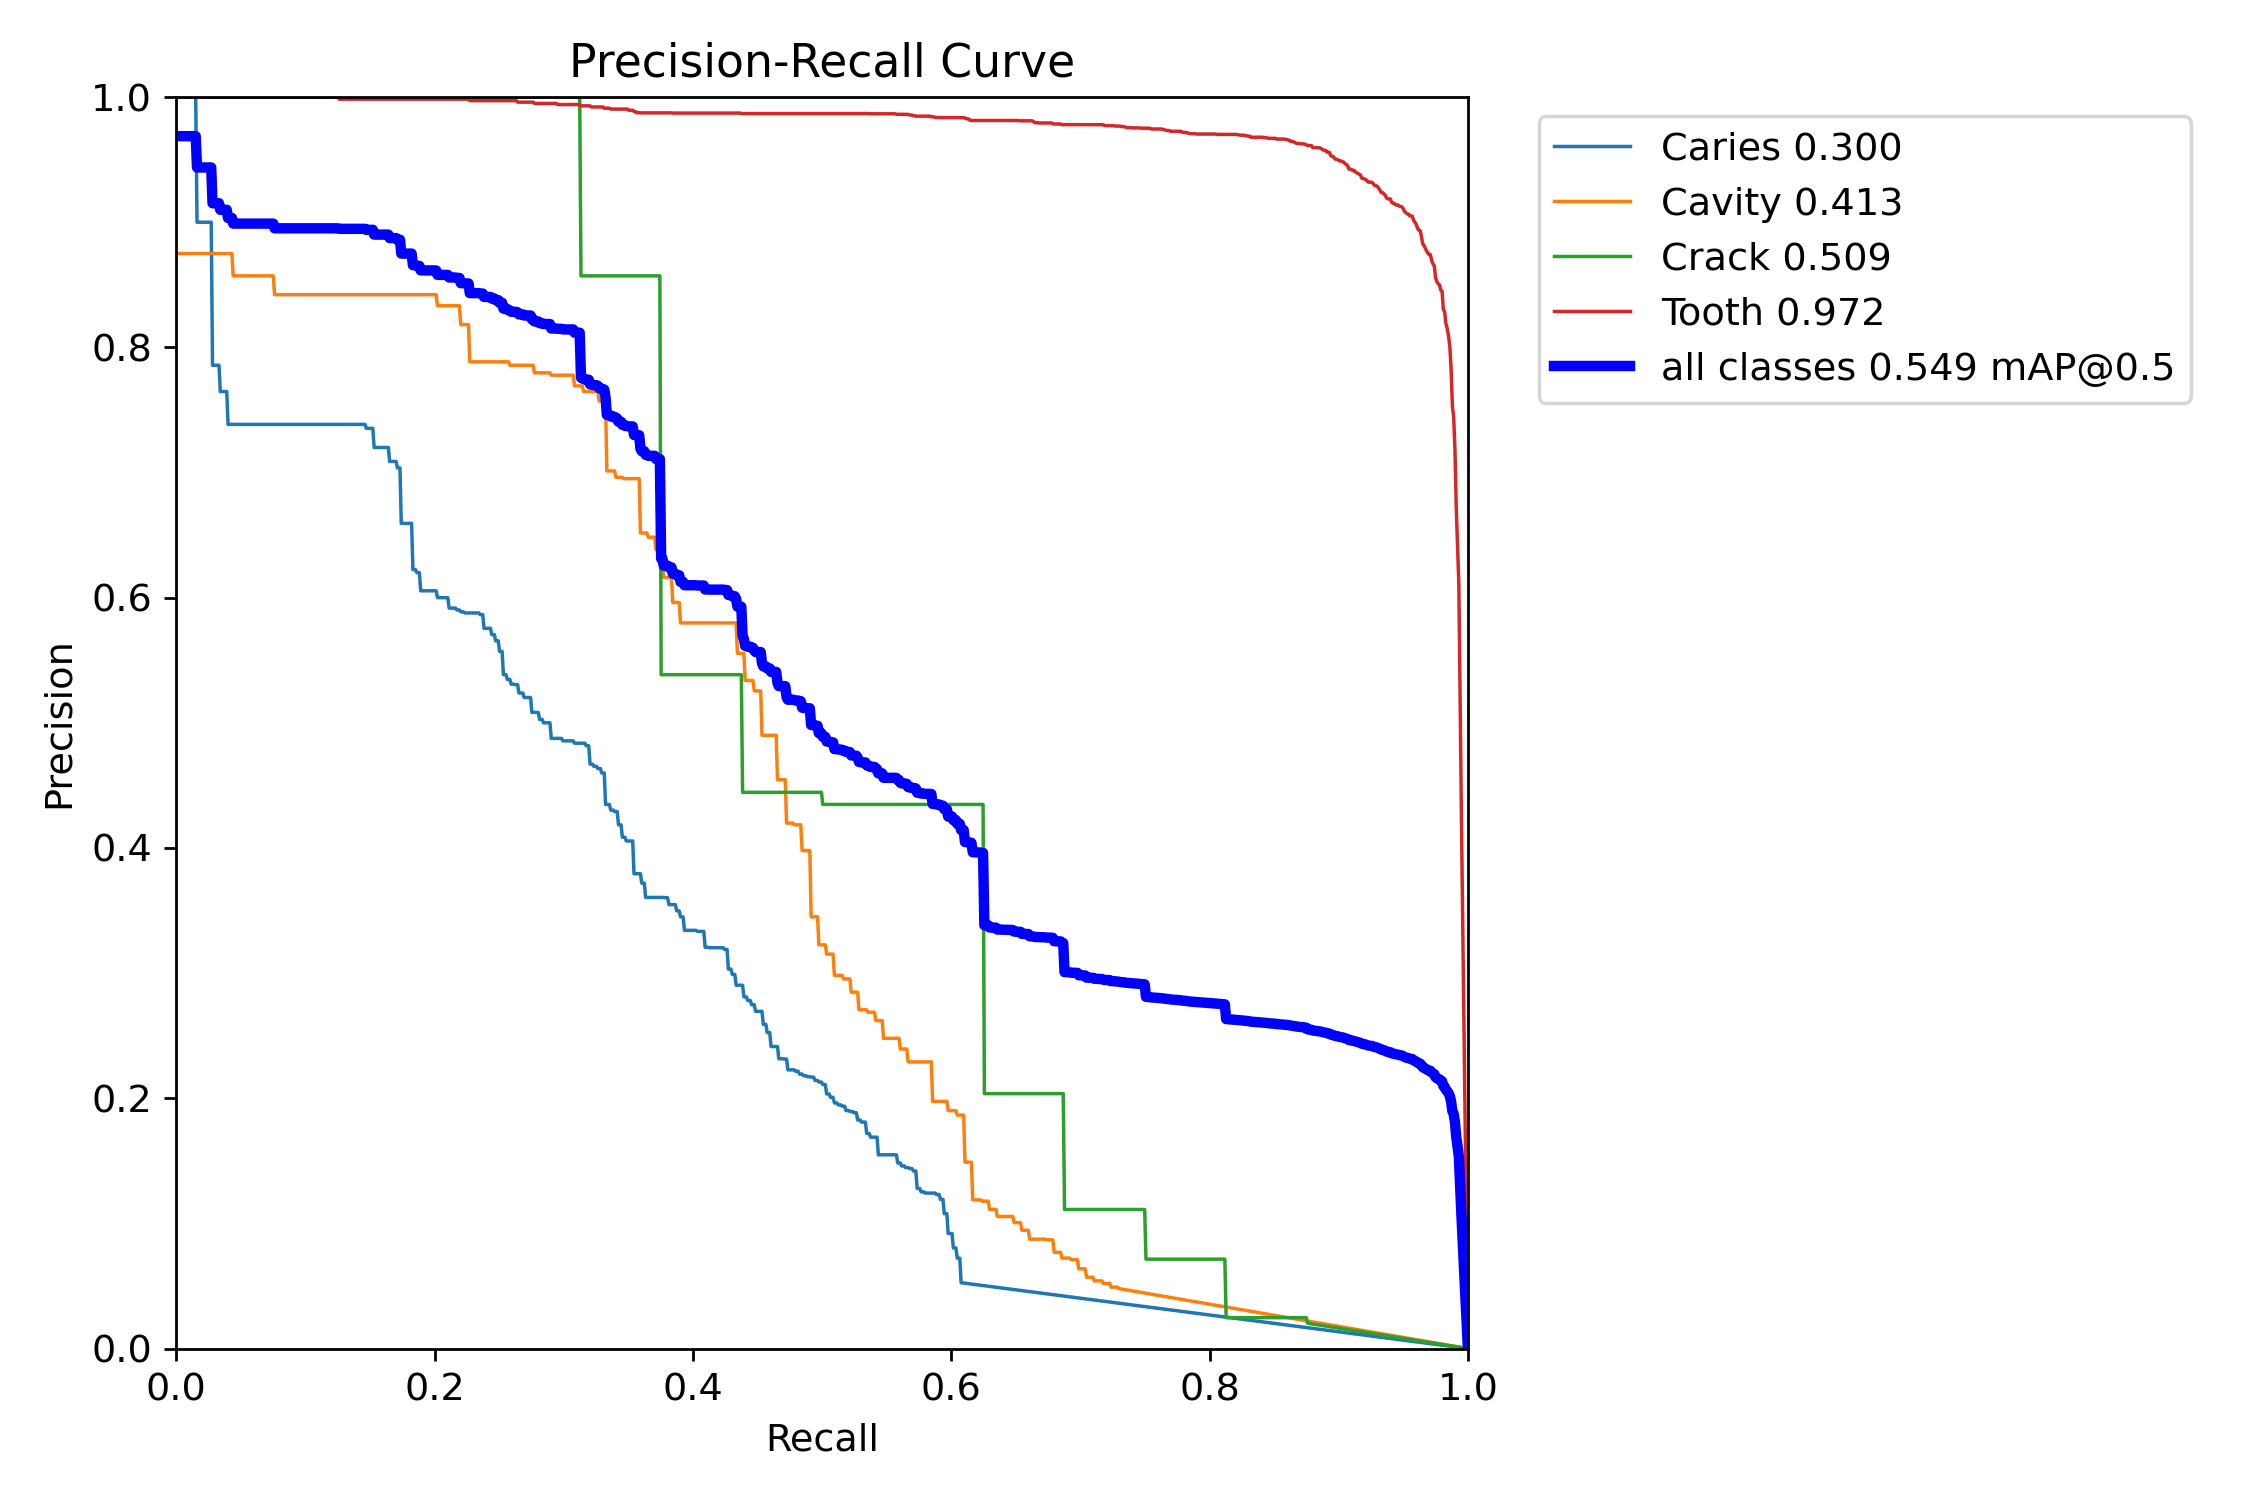 Precision-Recall Curve
1.0
0.8
0.6
0.4
0.2
0.0
Precision
0.0 0.2 0.4 0.6 0.8 1.0
Recall
Caries 0.300
Cavity 0.413
Crack 0.509
Tooth 0.972
all classes 0.549 mAP@0.5